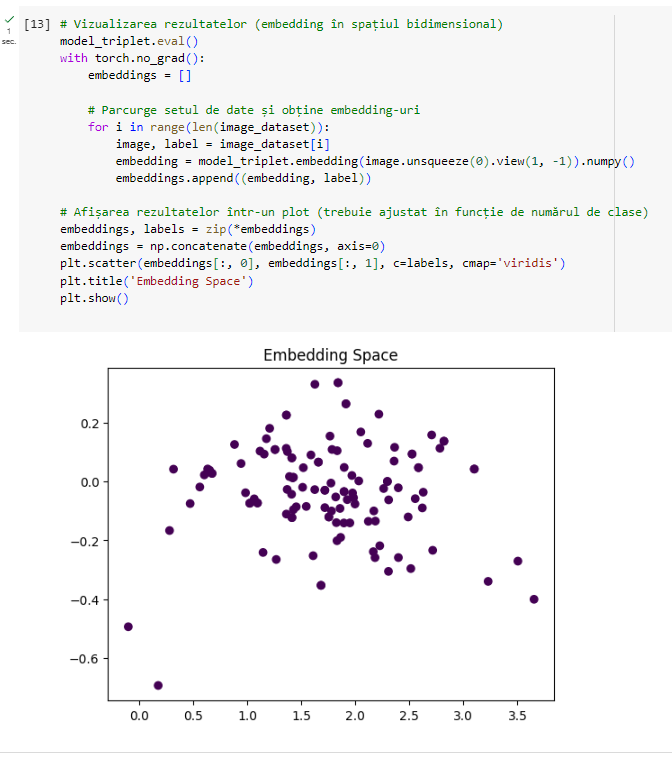 [13] # Vizualizarea rezultatelor (embedding în spațiul bidimensional)
1
sec.
model_triplet.eval()
with torch.no_grad():
embeddings = []
# Parcurge setul de date și obține embedding-uri
for i in range(len(image_dataset)):
image, label = image_dataset[i]
embedding = model_triplet.embedding(image.unsqueeze(0).view(1, -1)).numpy()
embeddings.append((embedding, label))
# Afișarea rezultatelor într-un plot (trebuie ajustat în funcție de numărul de clase)
embeddings, labels = zip(*embeddings)
embeddings = np.concatenate(embeddings, axis=0)
plt.scatter(embeddings[:, 0], embeddings[:, 1], c=labels, cmap='viridis')
plt.title('Embedding Space')
plt.show()
Embedding Space
0.2
0.0
−0.2
−0.4
−0.6
0.0 0.5 1.0 1.5 2.0 2.5 3.0 3.5